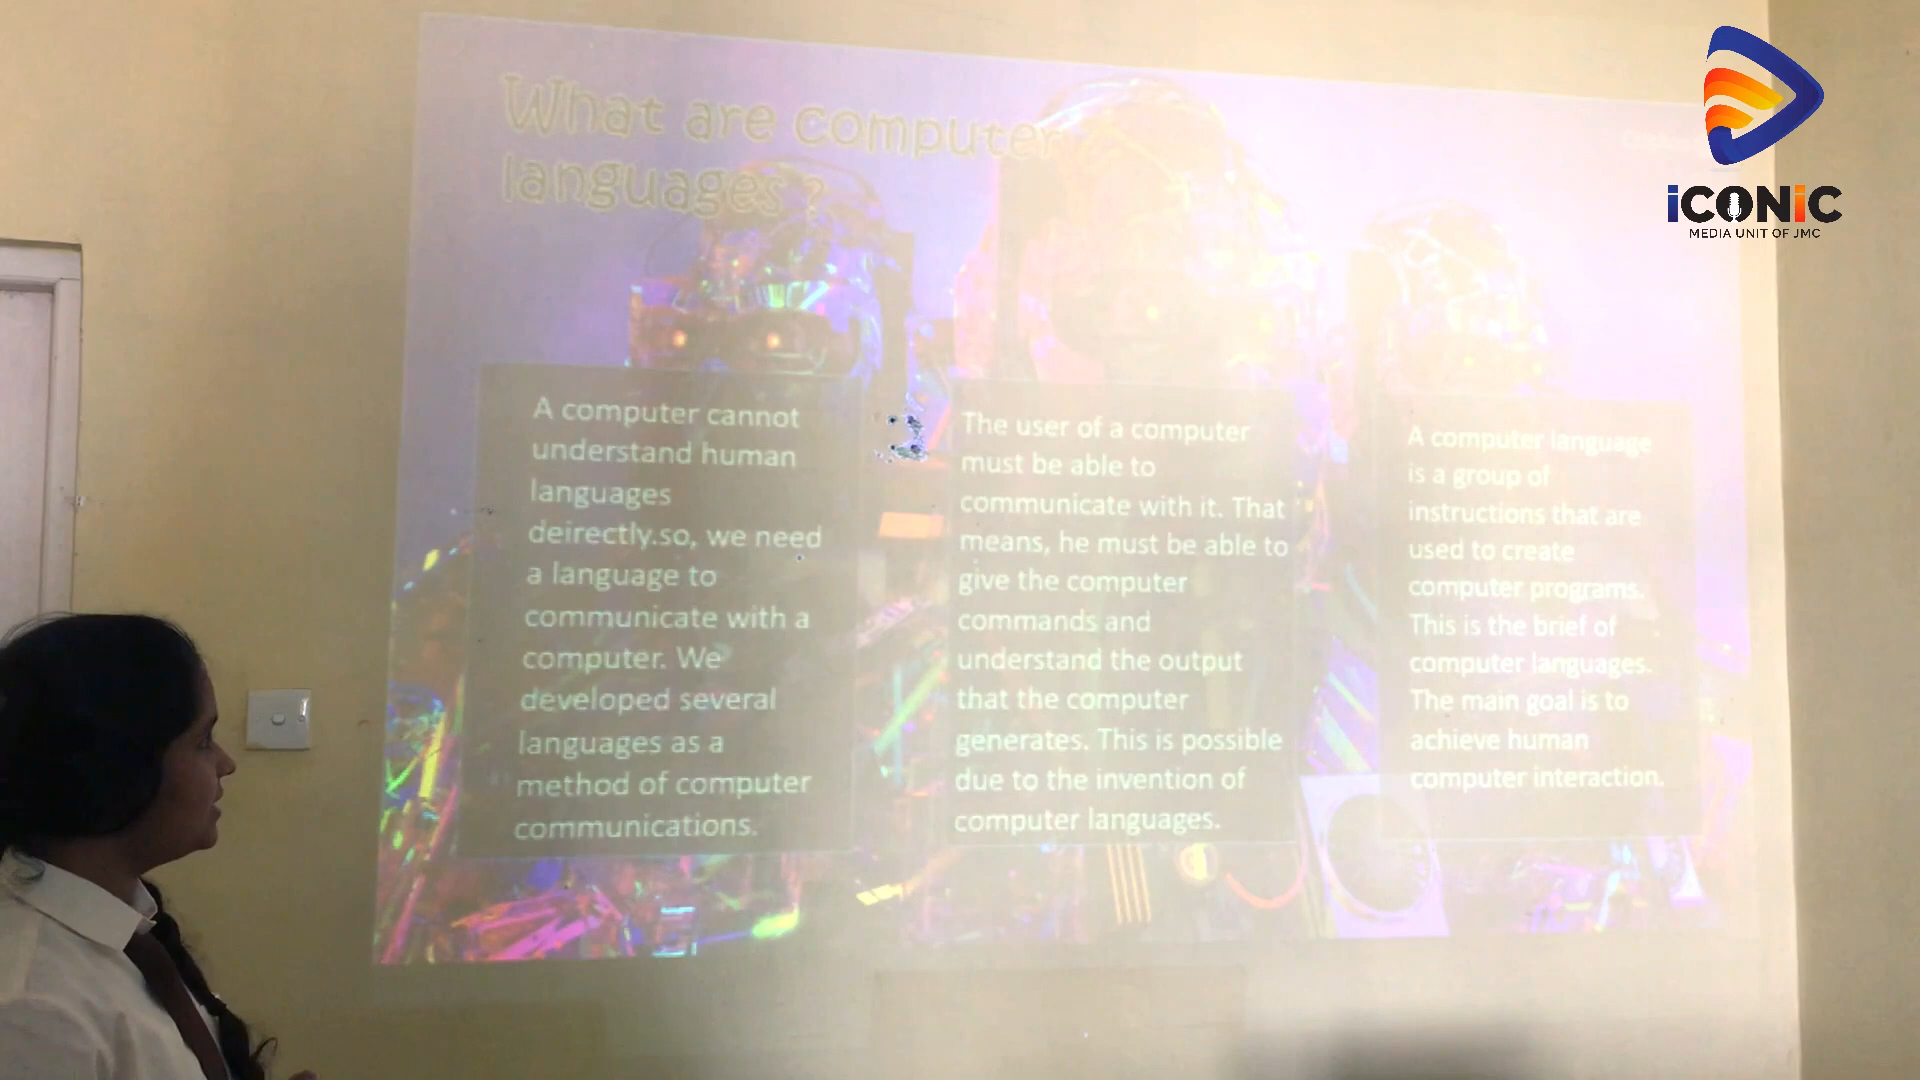 What are computer
languages ?
A computer cannot
understand human
languages
deirectly.so, we need
a language to
communicate with a
computer. We
developed several
languages as a
method of computer
communications.
The user of a computer
must be able to
communicate with it. That
means, he must be able to
give the computer
commands and
understand the output
that the computer
generates. This is possible
due to the invention of
computer languages.
A computer language
is a group of
instructions that are
used to create
computer programs.
This is the brief of
computer languages.
The main goal is to
achieve human
computer interaction.
iCONiC
MEDIA UNIT OF JMC